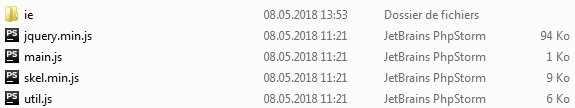 ie 08.05.2018 13:53 Dossier de fichiers
jquery.min.js 08.05.2018 11:21 JetBrains PhpStorm 94 Ko
main.js 08.05.2018 11:21 JetBrains PhpStorm 1 Ko
skel.min.js 08.05.2018 11:21 JetBrains PhpStorm 9 Ko
util.js 08.05.2018 11:21 JetBrains PhpStorm 6 Ko